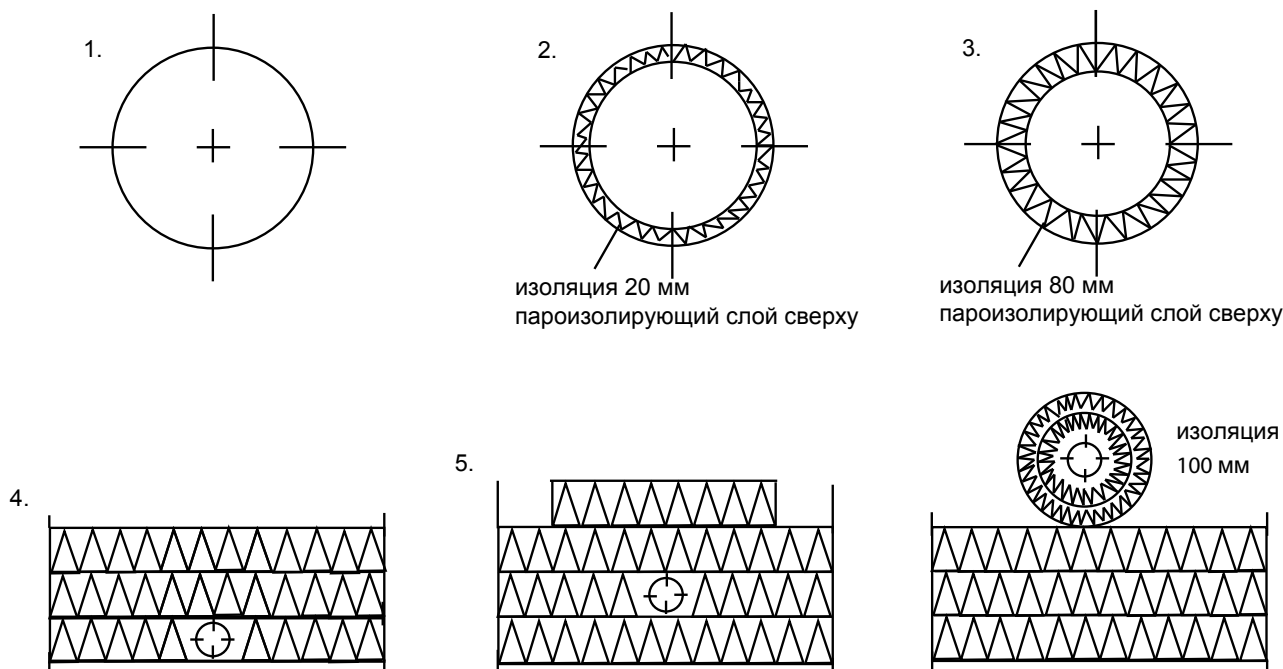 1.
2.
3.
изоляция 20 мм
пароизолирующий слой сверху
изоляция 80 мм
пароизолирующий слой сверху
4.
5.
изоляция
100 мм